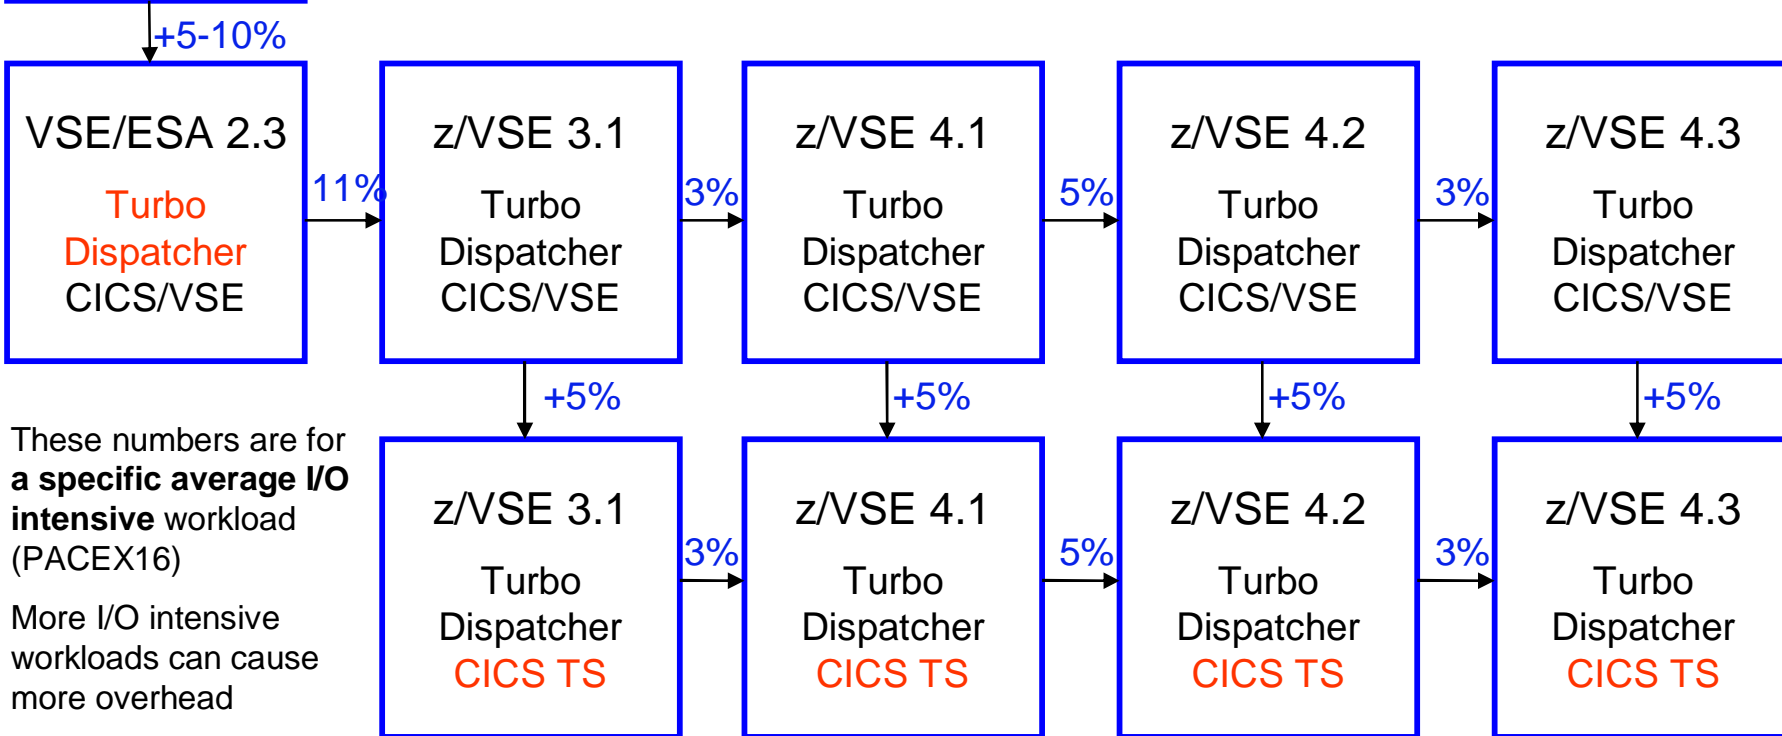 +5-10%
VSE/ESA 2.3
Turbo
Dispatcher
CICS/VSE
11%
z/VSE 3.1
Turbo
Dispatcher
CICS/VSE
3%
z/VSE 4.1
Turbo
Dispatcher
CICS/VSE
5%
z/VSE 4.2
Turbo
Dispatcher
CICS/VSE
3%
z/VSE 4.3
Turbo
Dispatcher
CICS/VSE
+5%
+5%
+5%
+5%
These numbers are for
a specific average I/O
intensive workload
(PACEX16)
More I/O intensive
workloads can cause
more overhead
z/VSE 3.1
Turbo
Dispatcher
CICS TS
3%
z/VSE 4.1
Turbo
Dispatcher
CICS TS
5%
z/VSE 4.2
Turbo
Dispatcher
CICS TS
3%
z/VSE 4.3
Turbo
Dispatcher
CICS TS